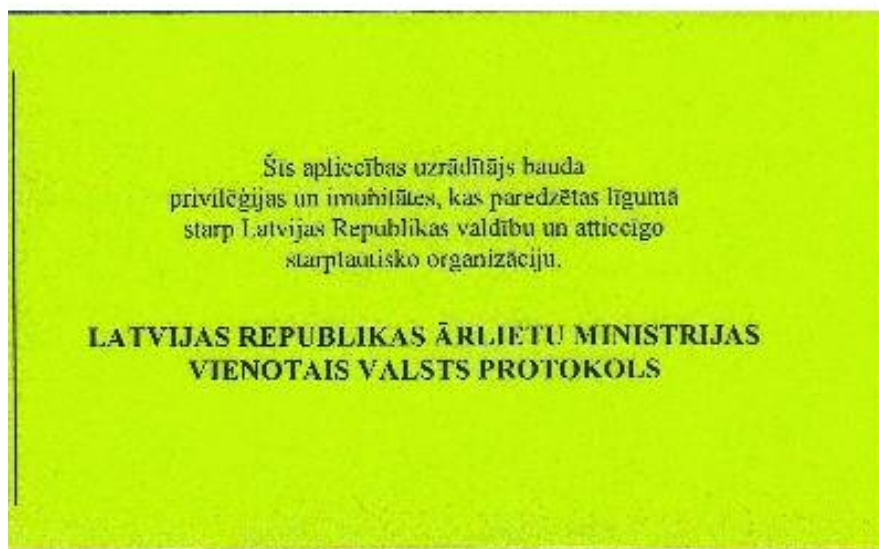 Šīs apliecības uzrādītājs bauda
privilēģijas un imunitātes, kas paredzētas līgumā
starp Latvijas Republikas valdību un attiecīgo
starptautisko organizāciju.
LATVIJAS REPUBLIKAS ĀRLIETU MINISTRIJAS
VIENOTAIS VALSTS PROTOKOLS